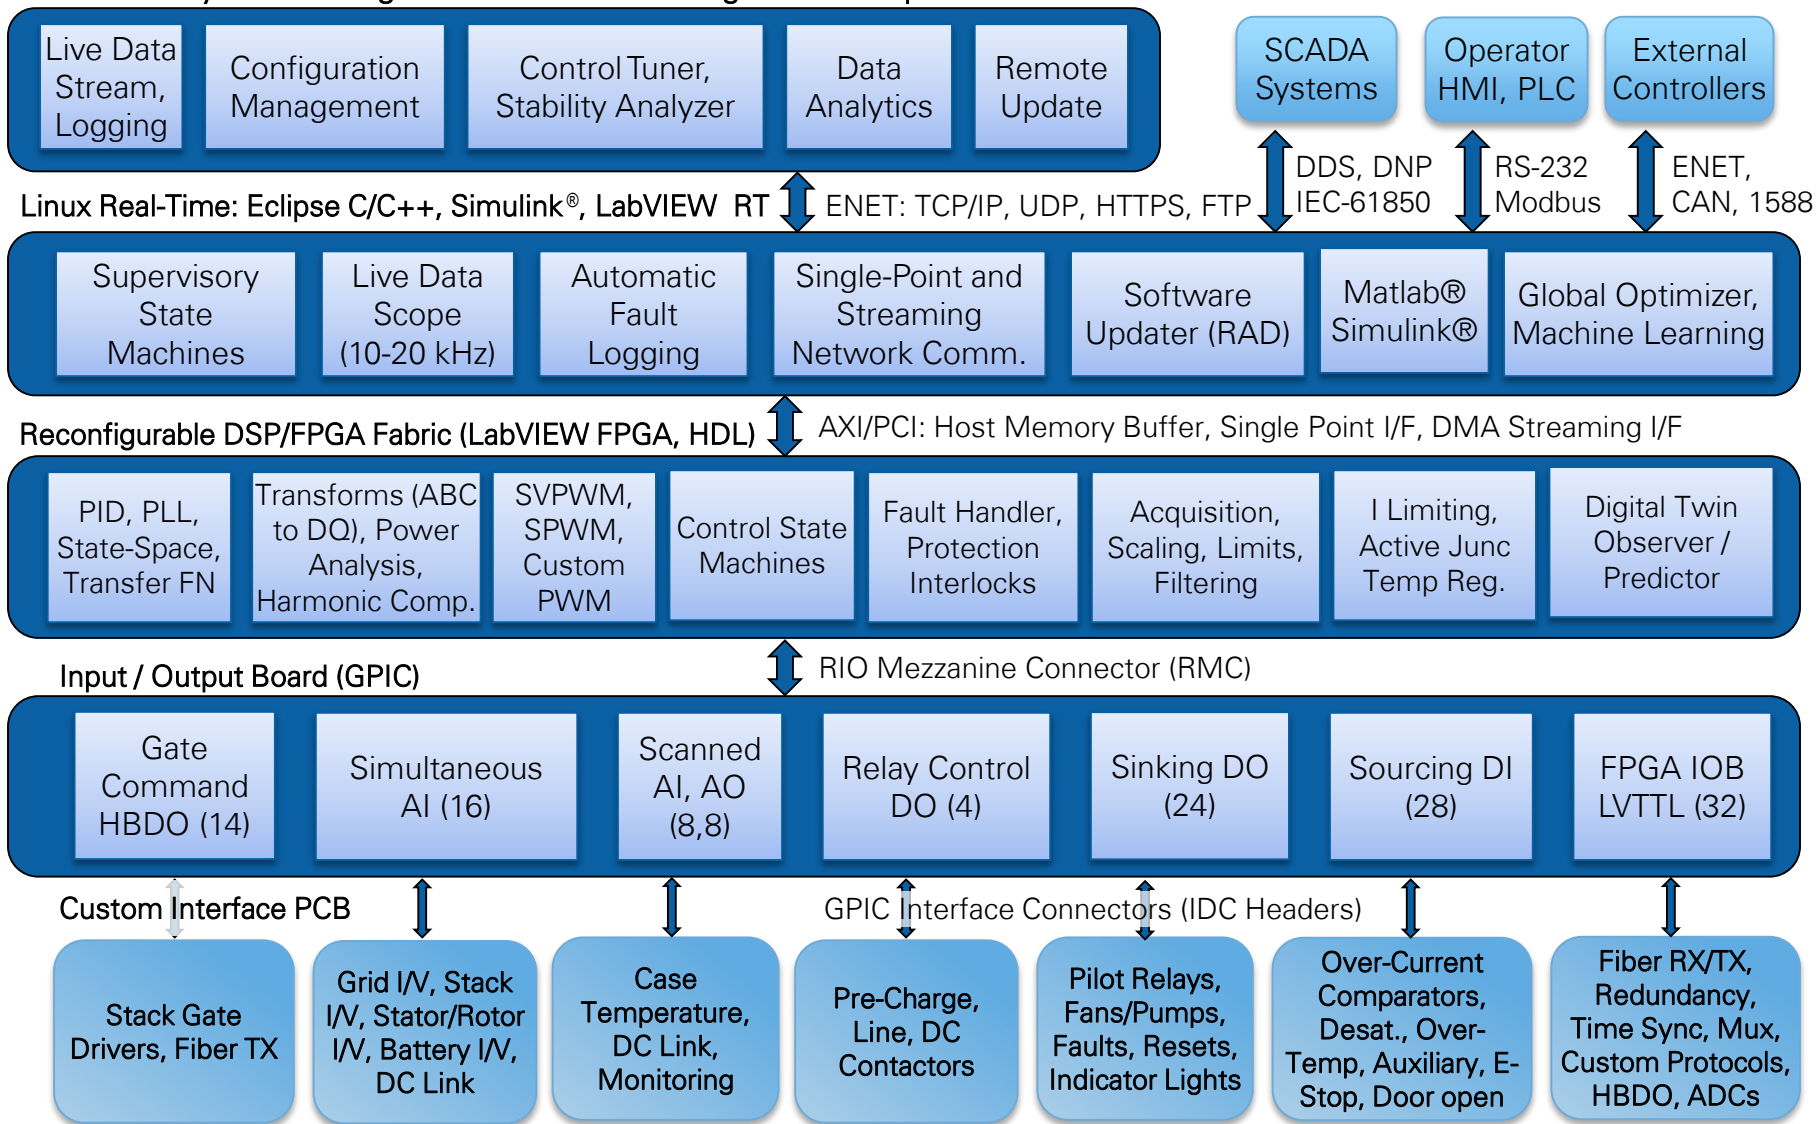 Live Data
Stream,
Logging
Configuration
Management
Control Tuner,
Stability Analyzer
Data
Analytics
Remote
Update
SCADA
Systems
Operator
HMI, PLC
External
Controllers
Linux Real-Time: Eclipse C/C++, Simulink®, LabVIEW RT
ENET: TCP/IP, UDP, HTTPS, FTP
DDS, DNP
IEC-61850
RS-232
Modbus
ENET,
CAN, 1588
Supervisory
State
Machines
Live Data
Scope
(10-20 kHz)
Automatic
Fault
Logging
Single-Point and
Streaming
Network Comm.
Software
Updater (RAD)
Matlab®
Simulink®
Global Optimizer,
Machine Learning
Reconfigurable DSP/FPGA Fabric (LabVIEW FPGA, HDL)
AXI/PCI: Host Memory Buffer, Single Point I/F, DMA Streaming I/F
PID, PLL,
State-Space,
Transfer FN
Transforms (ABC
to DQ), Power
Analysis,
Harmonic Comp.
SVPWM,
SPWM,
Custom
PWM
Control State
Machines
Fault Handler,
Protection
Interlocks
Acquisition,
Scaling, Limits,
Filtering
I Limiting,
Active Junc
Temp Reg.
Digital Twin
Observer /
Predictor
Input / Output Board (GPIC)
RIO Mezzanine Connector (RMC)
Gate
Command
HBDO (14)
Simultaneous
AI (16)
Scanned
AI, AO
(8,8)
Relay Control
DO (4)
Sinking DO
(24)
Sourcing DI
(28)
FPGA IOB
LVTTL (32)
Custom Interface PCB
GPIC Interface Connectors (IDC Headers)
Stack Gate
Drivers, Fiber TX
Grid I/V, Stack
I/V, Stator/Rotor
I/V, Battery I/V,
DC Link
Case
Temperature,
DC Link,
Monitoring
Pre-Charge,
Line, DC
Contactors
Pilot Relays,
Fans/Pumps,
Faults, Resets,
Indicator Lights
Over-Current
Comparators,
Desat., Over-
Temp, Auxiliary, E-
Stop, Door open
Fiber RX/TX,
Redundancy,
Time Sync, Mux,
Custom Protocols,
HBDO, ADCs